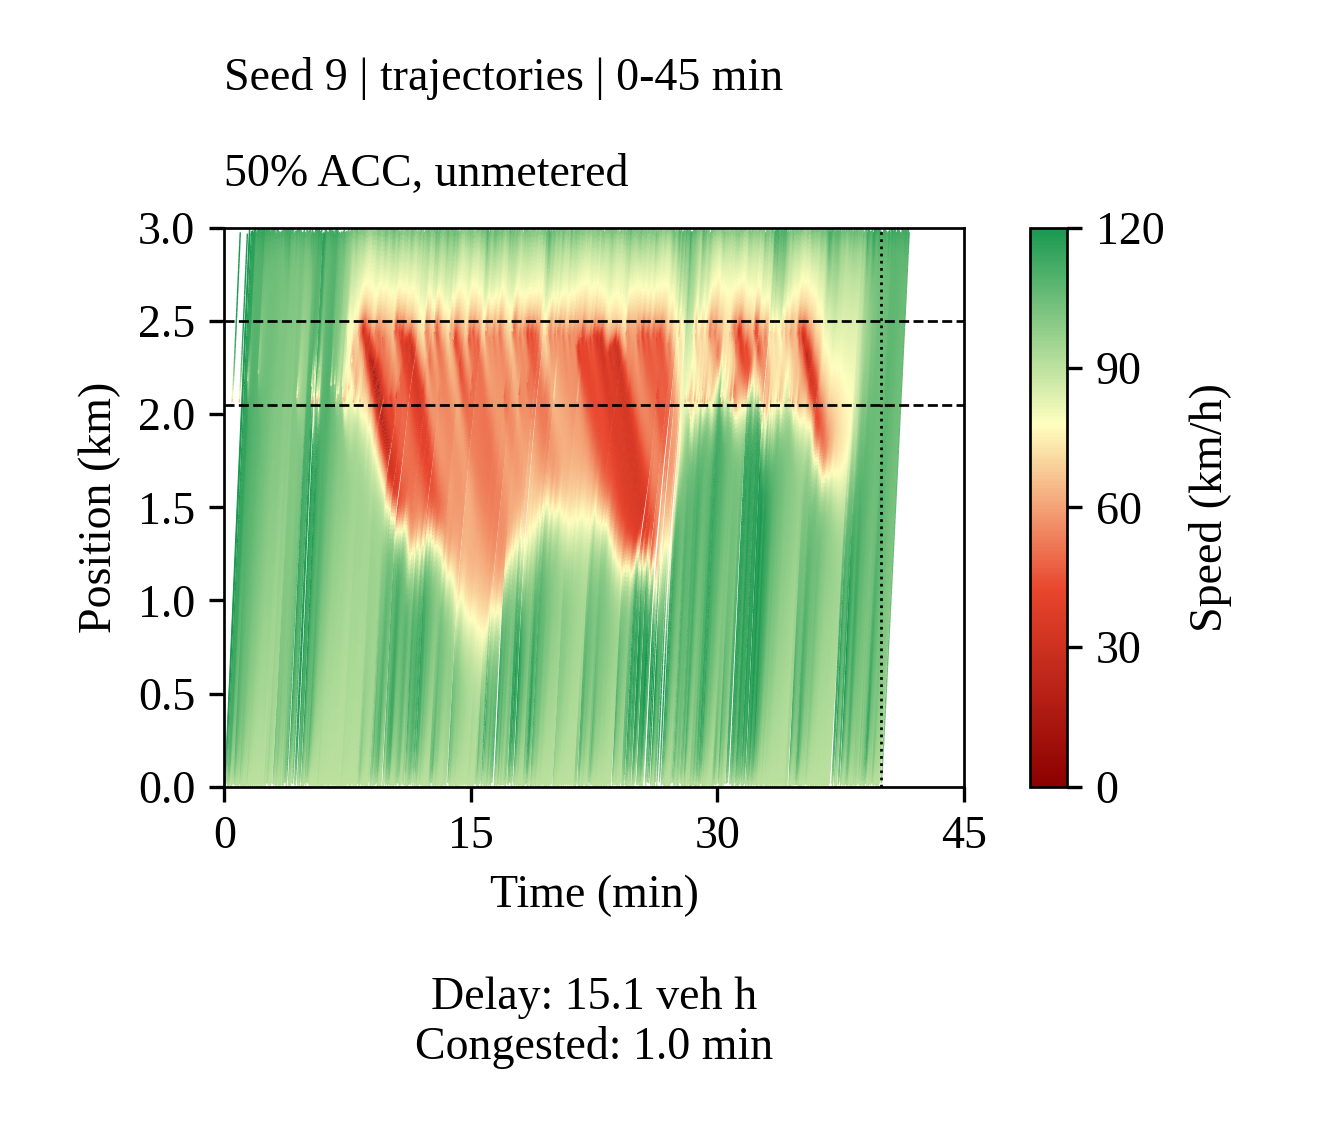 Seed 9 | trajectories | 0-45 min
50% ACC, unmetered
3.0
2.5
2.0
1.5
1.0
0.5
0.0
Position (km)
0
15
30
45
Time (min)
120
90
60
30
0
Speed (km/h)
Delay: 15.1 veh h
Congested: 1.0 min